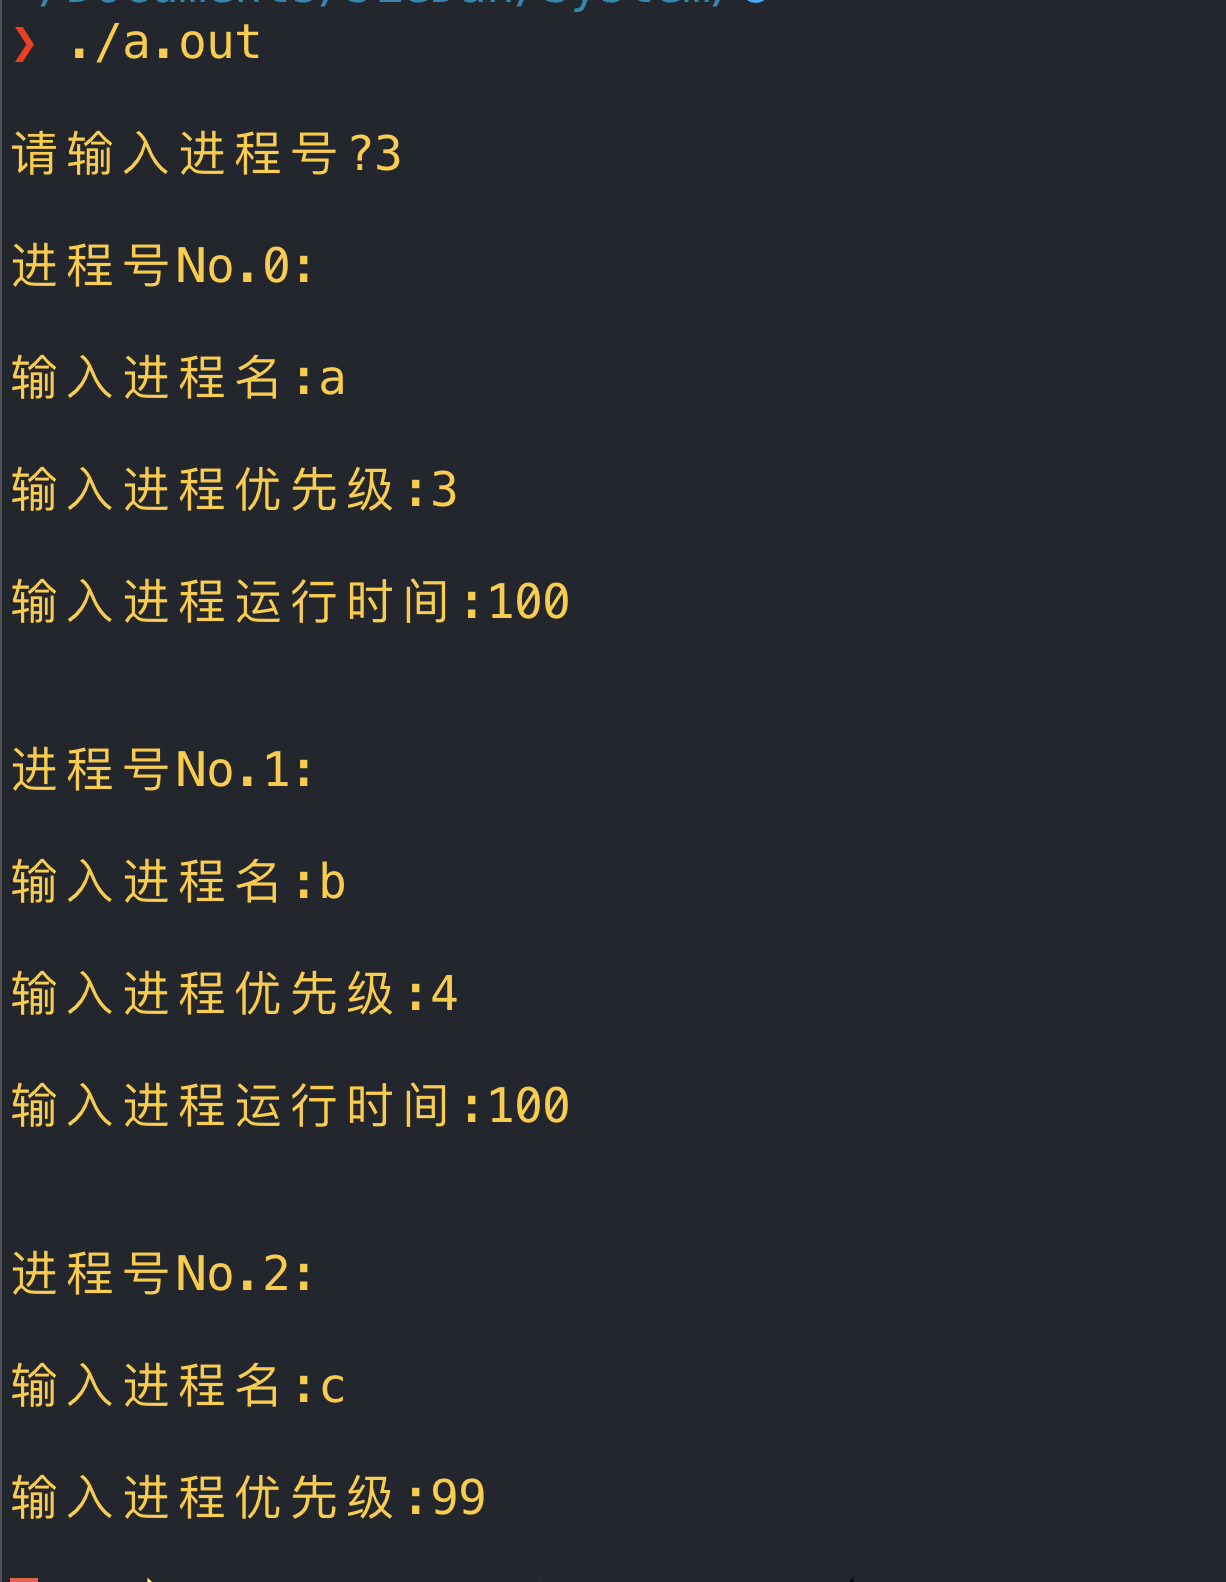 ❯ ./a.out
请输入进程号?3
进程号No.0:
输入进程名:a
输入进程优先级:3
输入进程运行时间:100
进程号No.1:
输入进程名:b
输入进程优先级:4
输入进程运行时间:100
进程号No.2:
输入进程名:c
输入进程优先级:99